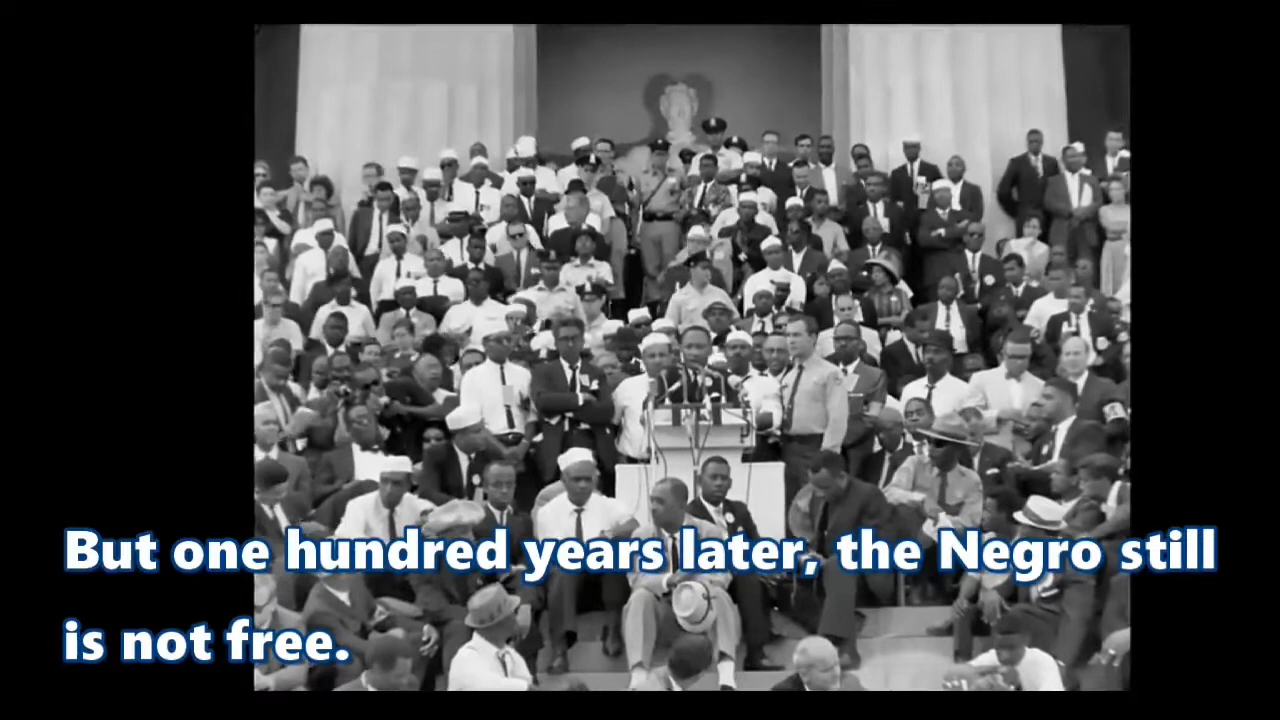 But one hundred years later, the Negro still
is not free.